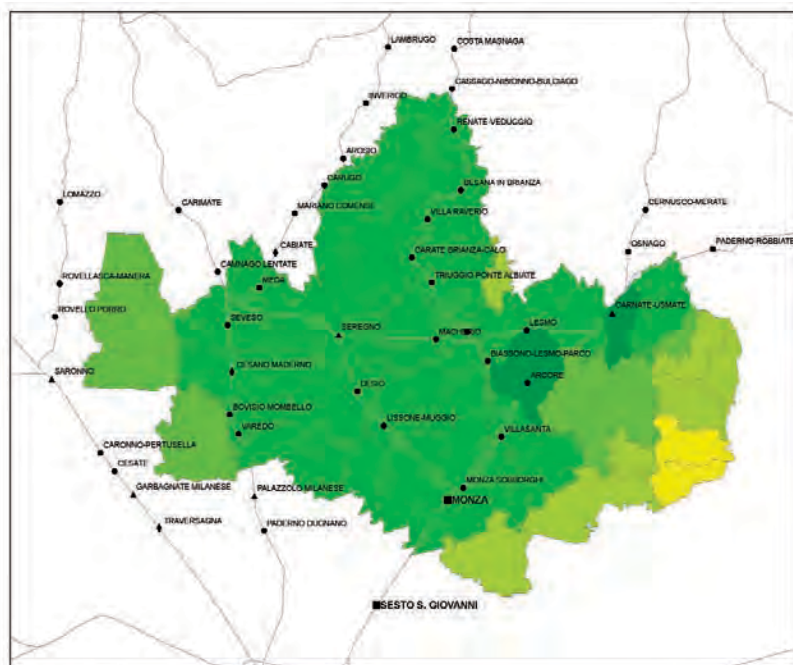 LAMBRUGO
COSTA MASNAGA
CASSAGO-NIBIONNO-BULCIAGO
INVERIGO
RENATE-VEDUGGIO
AROSIO
CARUGO
BESANA IN BRIANZA
LOMAZZO
CARIMATE
MARIANO COMENSE
VILLA RAVERIO
CERNUSCO-MERATE
CABIATE
CARATE BRIANZA-CALO
OSNAGO
PADERNO-ROBBIATE
CAMNAGO LENTATE
ROVELLASCA-MANERA
MEDA
TRIUGGIO PONTE ALBIATE
ROVELLO PORRO
CARNATE-USMATE
SEVESO
SEREGNO
MACHERIO
LESMO
BIASSONO-LESMO-PARCO
SARONNO
CESANO MADERNO
ARCORE
DESIO
BOVISIO MOMBELLO
VAREDO
LISSONE-MUGGIO
VILLASANTA
CARONNO-PERTUSELLA
CESATE
GARBAGNATE MILANESE
PALAZZOLO MILANESE
MONZA SOBBORGHI
MONZA
TRAVERSAGNA
PADERNO DUGNANO
SESTO S. GIOVANNI